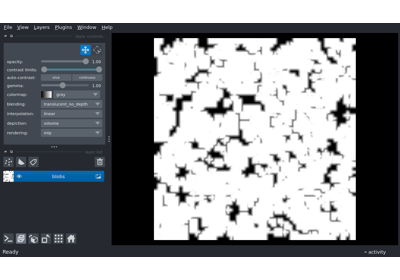 File View Layers Plugins Window Help
opacity: 1.00
contrast limits:
auto-contrast: once continuous
gamma: 1.00
colormap: gray
blending: translucent_no_depth
interpolation: linear
depiction: volume
rendering: mip
blobs
Ready
activity